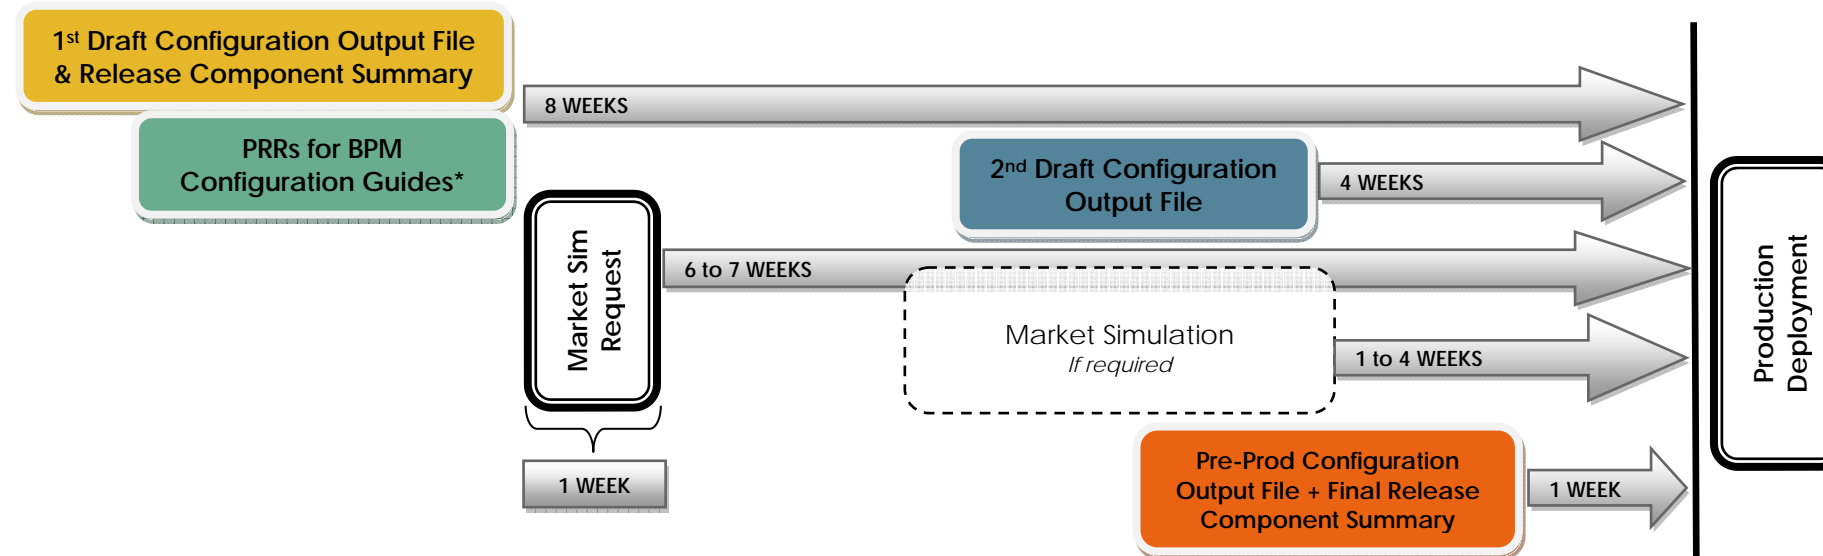 1st Draft Configuration Output File
& Release Component Summary
8 WEEKS
PRRs for BPM
Configuration Guides*
2nd Draft Configuration
Output File
4 WEEKS
Market Sim
Request
6 to 7 WEEKS
Market Simulation
If required
1 to 4 WEEKS
Production
Deployment
1 WEEK
Pre-Prod Configuration
Output File + Final Release
Component Summary
1 WEEK